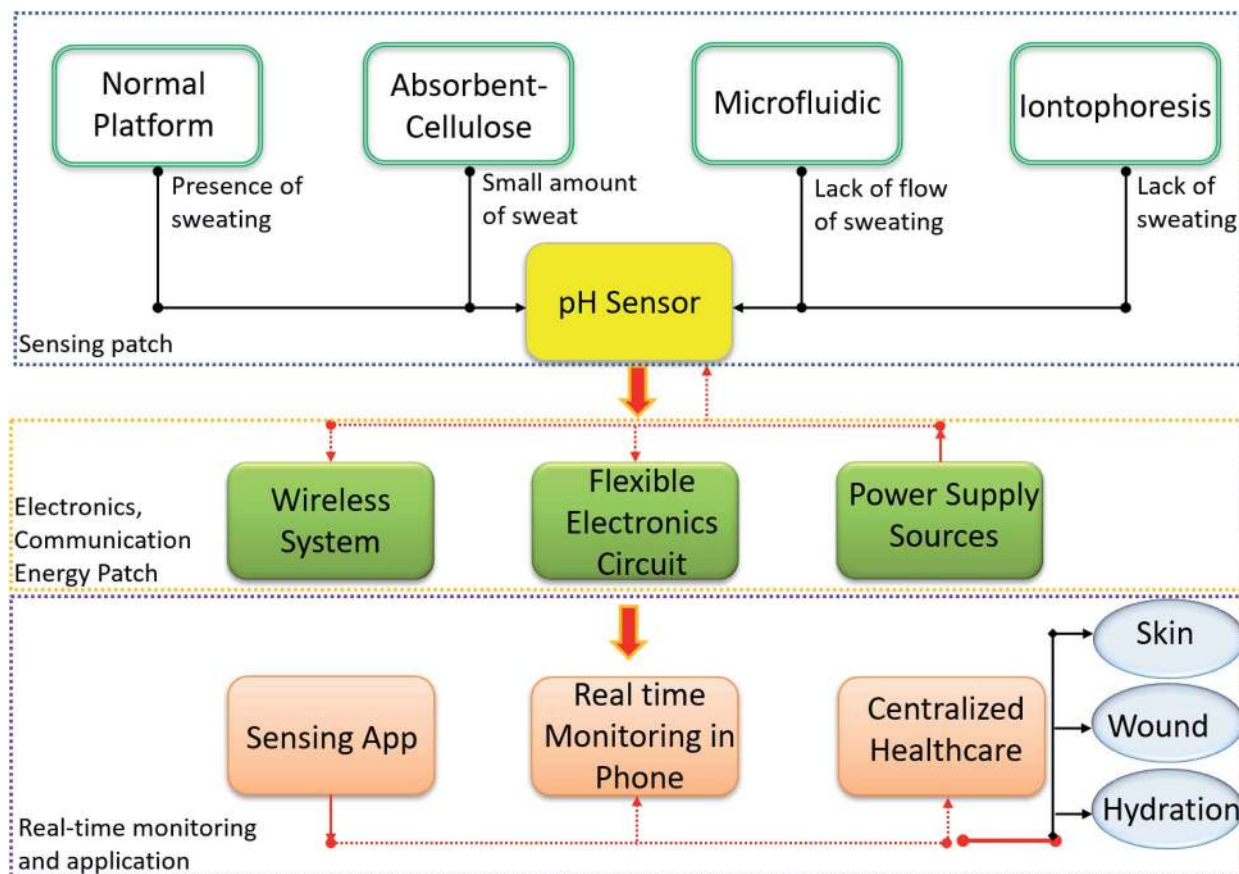 Normal
Platform
Absorbent-
Cellulose
Microfluidic
Iontophoresis
Presence of
sweating
Small amount
of sweat
Lack of flow
of sweating
Lack of
sweating
pH Sensor
Sensing patch
Wireless
System
Flexible
Electronics
Circuit
Power Supply
Sources
Electronics,
Communication
Energy Patch
Sensing App
Real time
Monitoring in
Phone
Centralized
Healthcare
Skin
Wound
Hydration
Real-time monitoring
and application